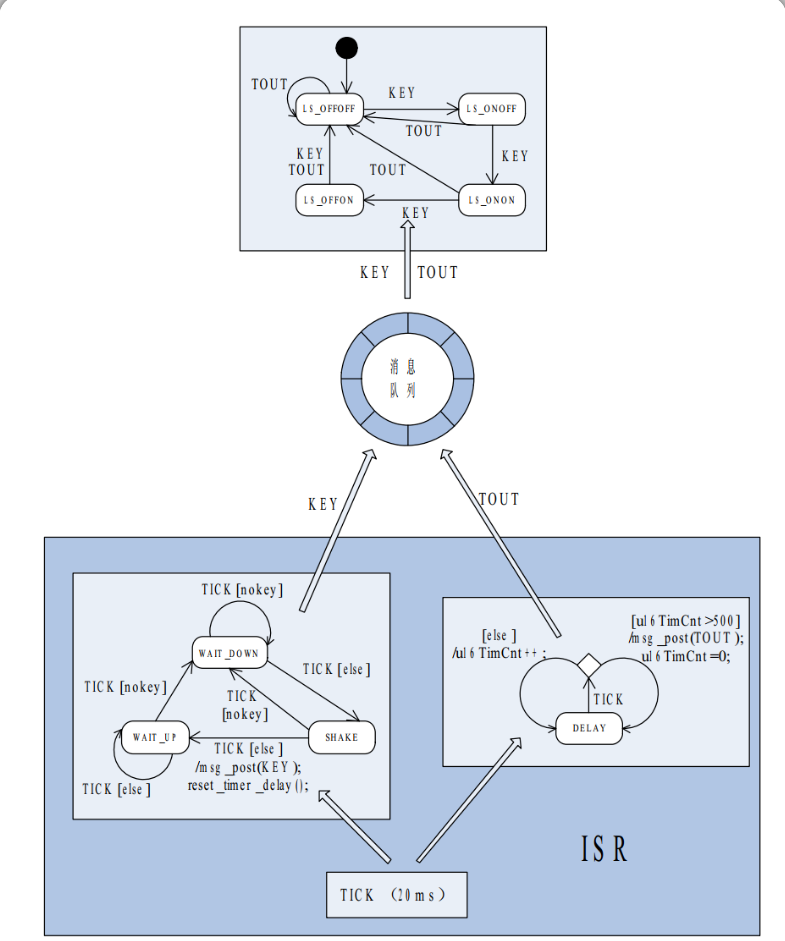 TOUT
LS_OFFOFF
KEY
LS_ONOFF
TOUT
KEY
TOUT
TOUT
KEY
LS_OFFON
KEY
LS_ONON
KEY
TOUT
消 息
队 列
KEY
TOUT
TICK [nokey]
WAIT_DOWN
TICK [else]
TICK [nokey]
TICK
[nokey]
WAIT_UP
SHAKE
TICK [else]
TICK [else]
/msg_post(KEY);
reset_timer_delay();
[ul6TimCnt >500]
/msg_post(TOUT);
ul6TimCnt=0;
[else]
/ul6TimCnt++;
TICK
DELAY
ISR
TICK (20ms)